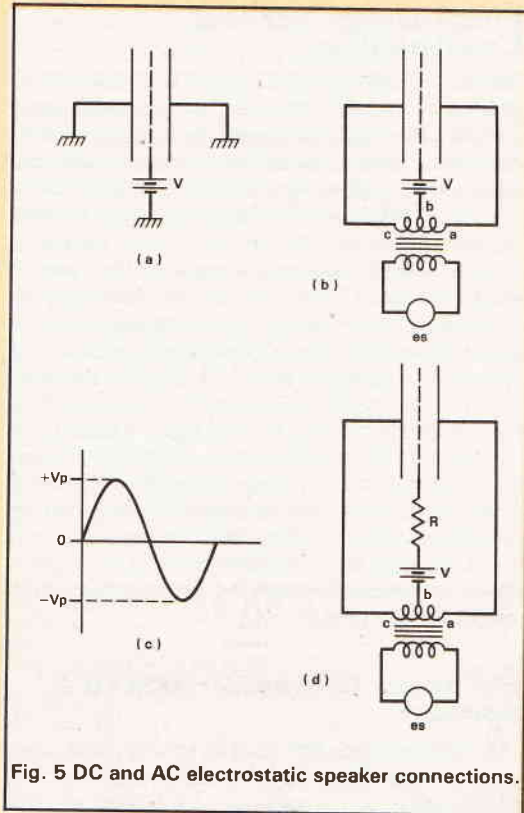 V
(a)
V
b
c
a
(b)
es
+Vp
0
−Vp
(c)
R
V
b
c
a
(d)
es
Fig. 5 DC and AC electrostatic speaker connections.